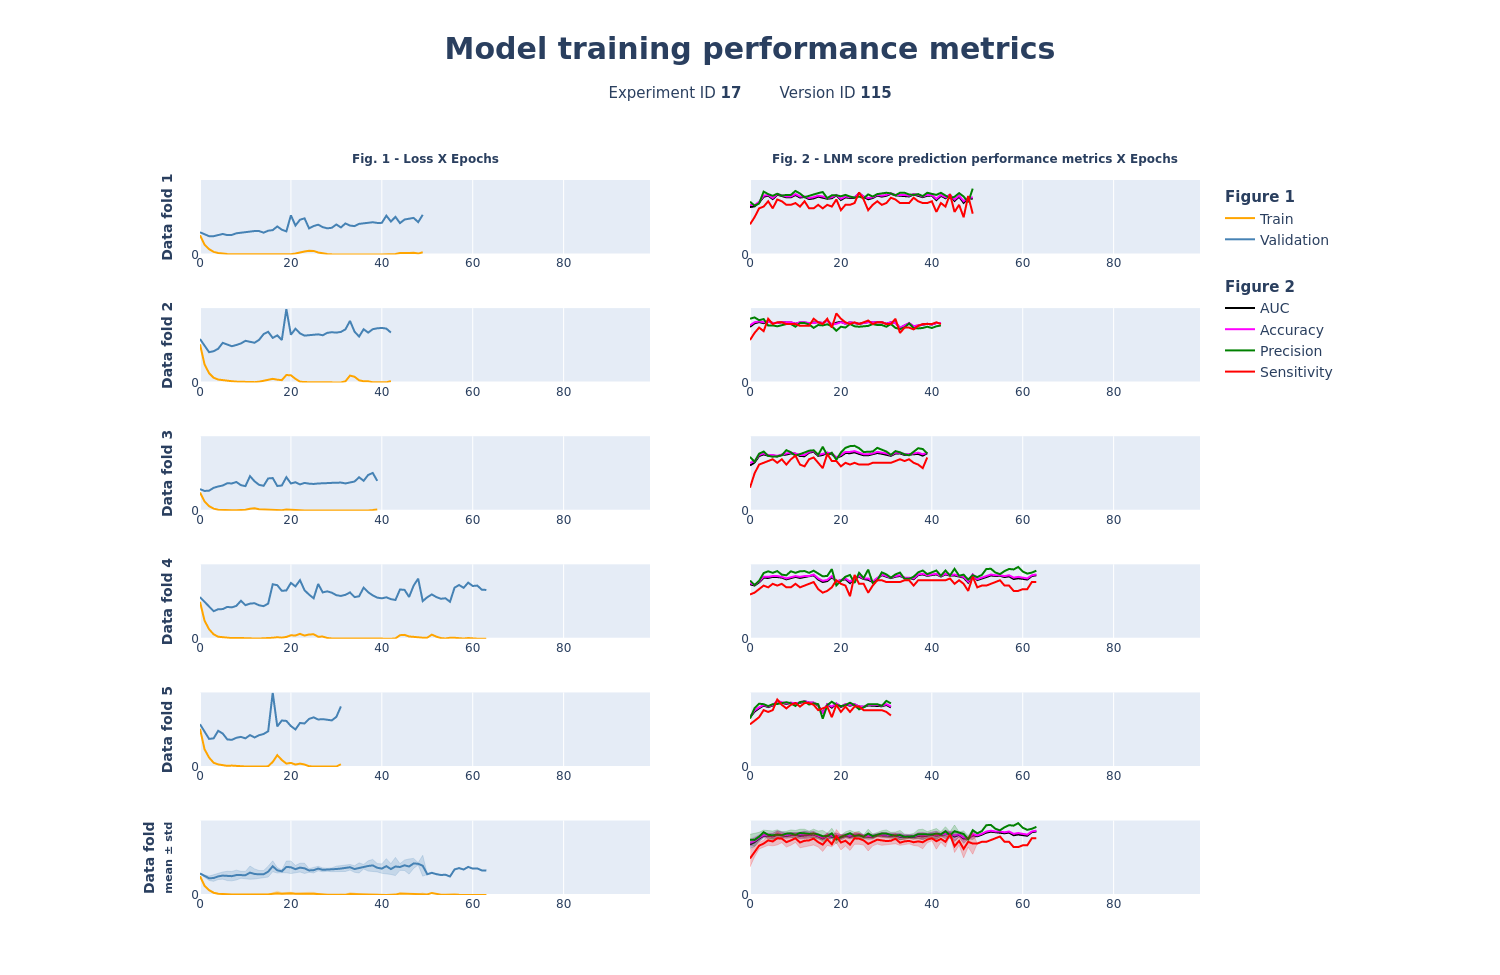 Model training performance metrics
Experiment ID 17 Version ID 115
Fig. 1 - Loss X Epochs
Fig. 2 - LNM score prediction performance metrics X Epochs
Data fold 1
0
0 20 40 60 80
0
0 20 40 60 80
Figure 1
Train
Validation
Figure 2
AUC
Accuracy
Precision
Sensitivity
Data fold 2
0
0 20 40 60 80
0
0 20 40 60 80
Data fold 3
0
0 20 40 60 80
0
0 20 40 60 80
Data fold 4
0
0 20 40 60 80
0
0 20 40 60 80
Data fold 5
0
0 20 40 60 80
0
0 20 40 60 80
Data fold
mean ± std
0
0 20 40 60 80
0
0 20 40 60 80